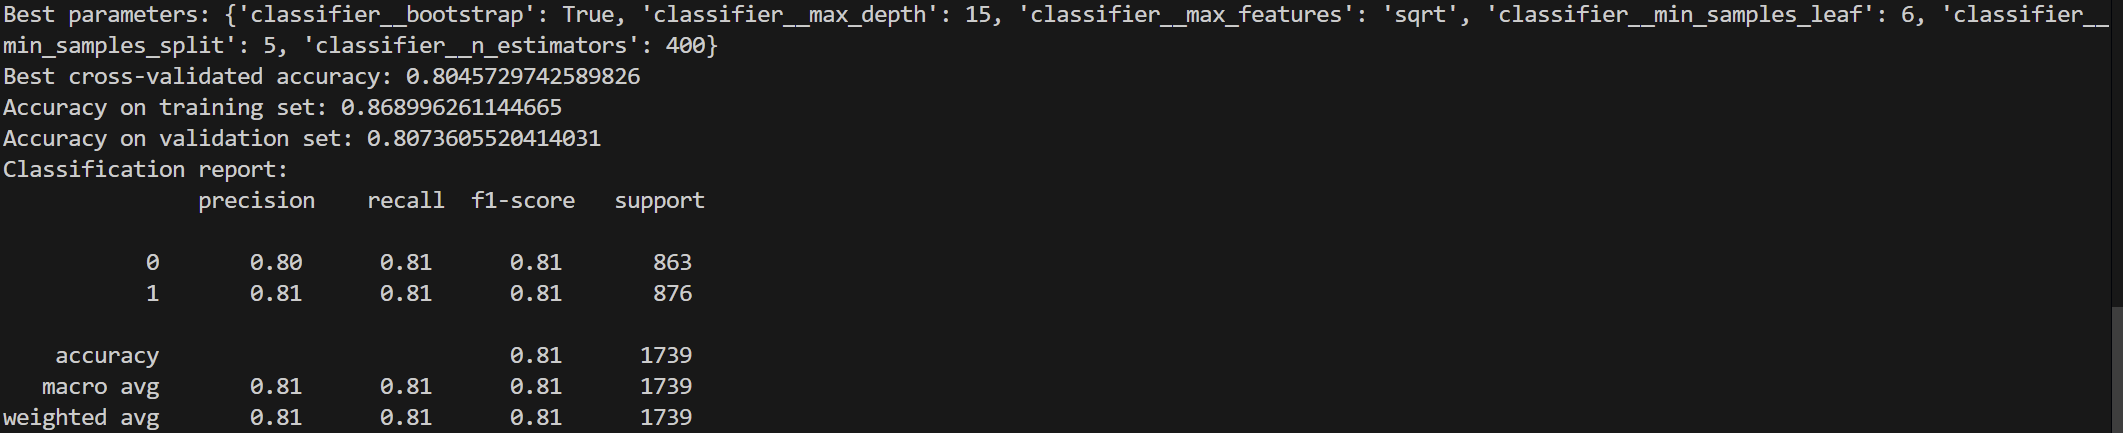 Best parameters: {'classifier__bootstrap': True, 'classifier__max_depth': 15, 'classifier__max_features': 'sqrt', 'classifier__min_samples_leaf': 6, 'classifier__
min_samples_split': 5, 'classifier__n_estimators': 400}
Best cross-validated accuracy: 0.8045729742589826
Accuracy on training set: 0.868996261144665
Accuracy on validation set: 0.8073605520414031
Classification report:
precision recall f1-score support
0 0.80 0.81 0.81 863
1 0.81 0.81 0.81 876
accuracy 0.81 1739
macro avg 0.81 0.81 0.81 1739
weighted avg 0.81 0.81 0.81 1739